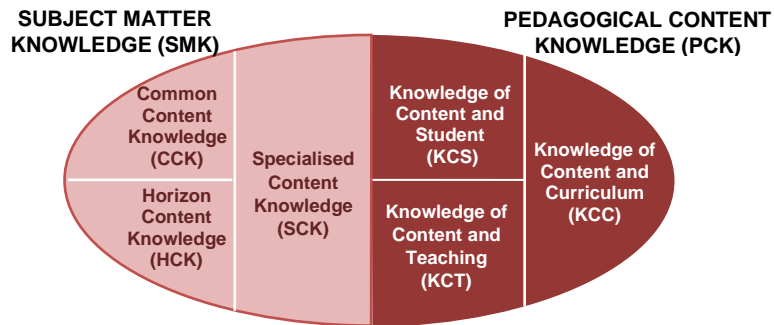 SUBJECT MATTER
KNOWLEDGE (SMK)
PEDAGOGICAL CONTENT
KNOWLEDGE (PCK)
Common
Content
Knowledge
(CCK)
Horizon
Content
Knowledge
(HCK)
Specialised
Content
Knowledge
(SCK)
Knowledge of
Content and
Student
(KCS)
Knowledge of
Content and
Teaching
(KCT)
Knowledge of
Content and
Curriculum
(KCC)